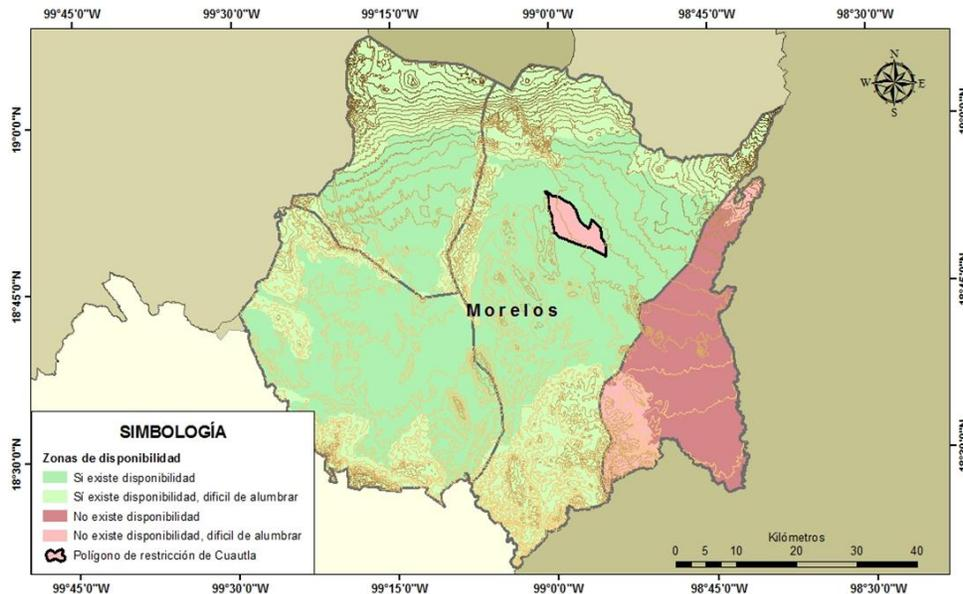 99°45'0"W 99°30'0"W 99°15'0"W 99°0'0"W 98°45'0"W 98°30'0"W
N
W E
S
19°0'0"N
18°45'0"N
Morelos
18°30'0"N
SIMBOLOGÍA
Zonas de disponibilidad
Si existe disponibilidad
Sí existe disponibilidad, dificil de alumbrar
No existe disponibilidad
No existe disponibilidad, dificil de alumbrar
Polígono de restricción de Cuautla
Kilómetros
0 5 10 20 30 40
99°45'0"W 99°30'0"W 99°15'0"W 99°0'0"W 98°45'0"W 98°30'0"W